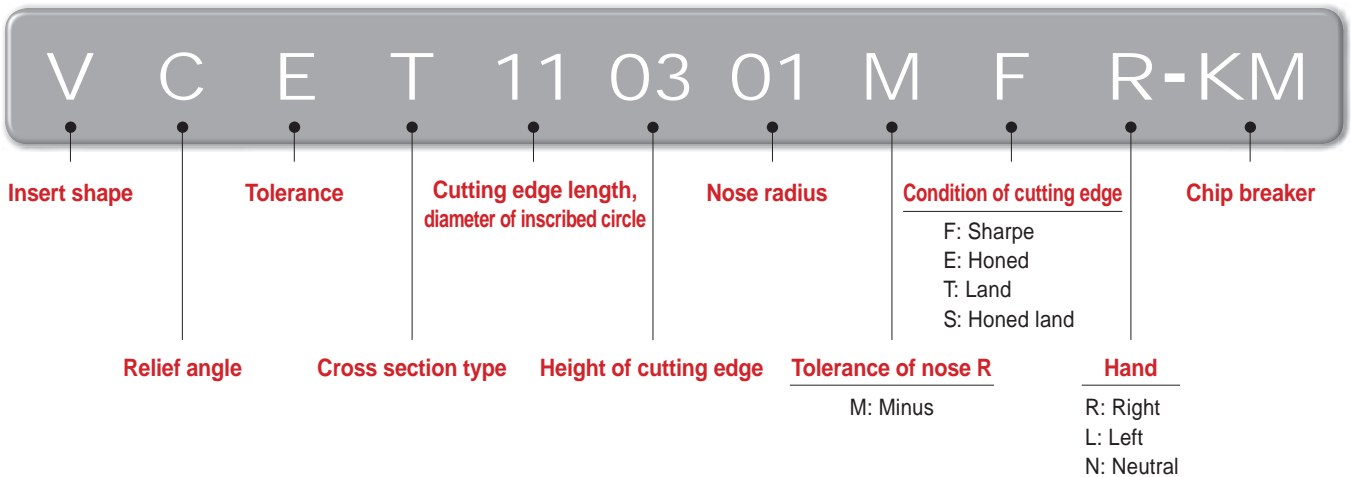 V C E T 11 03 01 M F R-KM
Insert shape
Tolerance
Cutting edge length,
diameter of inscribed circle
Nose radius
Condition of cutting edge
F: Sharpe
E: Honed
T: Land
S: Honed land
Chip breaker
Relief angle
Cross section type
Height of cutting edge
Tolerance of nose R
M: Minus
Hand
R: Right
L: Left
N: Neutral